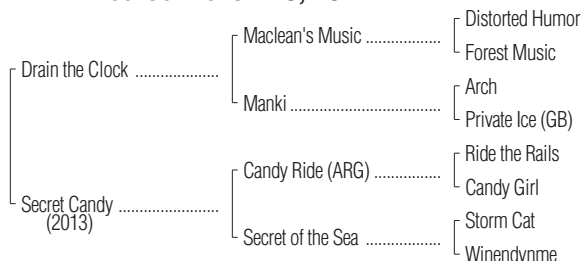 Distorted Humor
Maclean's Music ....................
Forest Music
Drain the Clock ......................
Arch
Manki ......................................
Private Ice (GB)
Ride the Rails
Candy Ride (ARG) ................
Candy Girl
Secret Candy ..........................
(2013)
Storm Cat
Secret of the Sea ...................
Winendynme